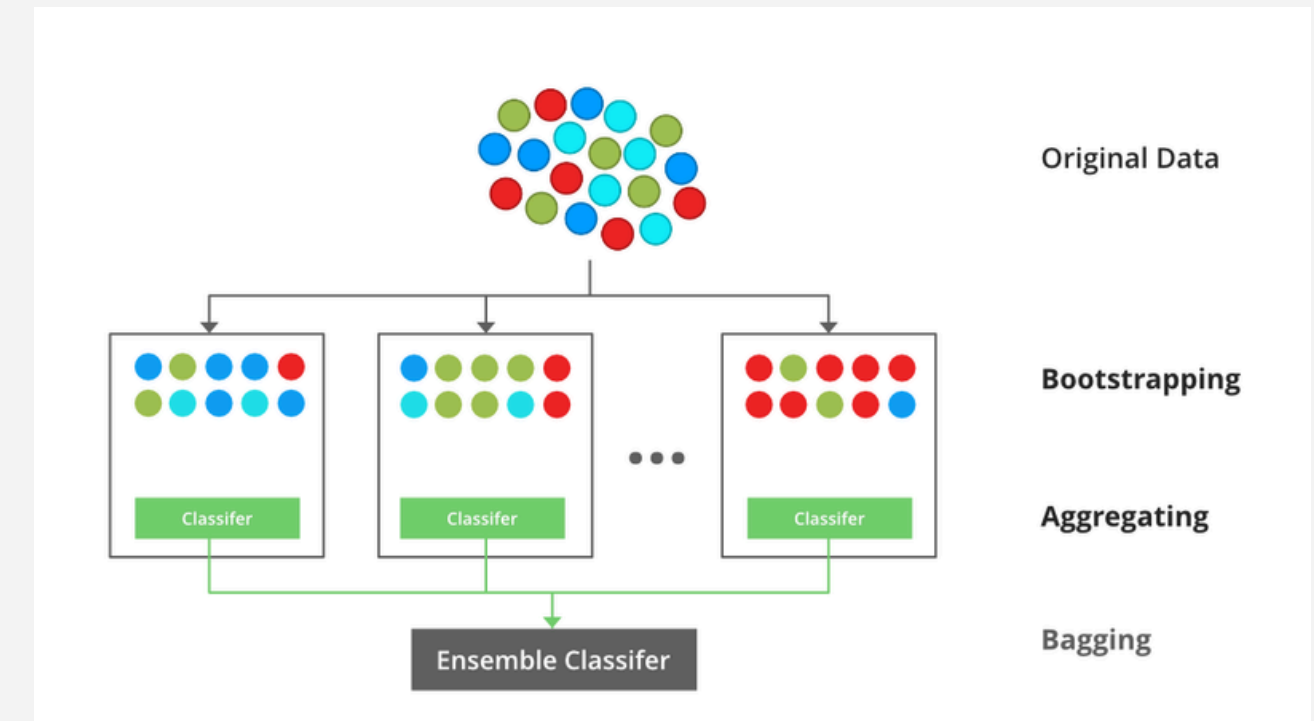 Original Data
Bootstrapping
Classifer
Classifer
Classifer
Aggregating
Ensemble Classifer
Bagging